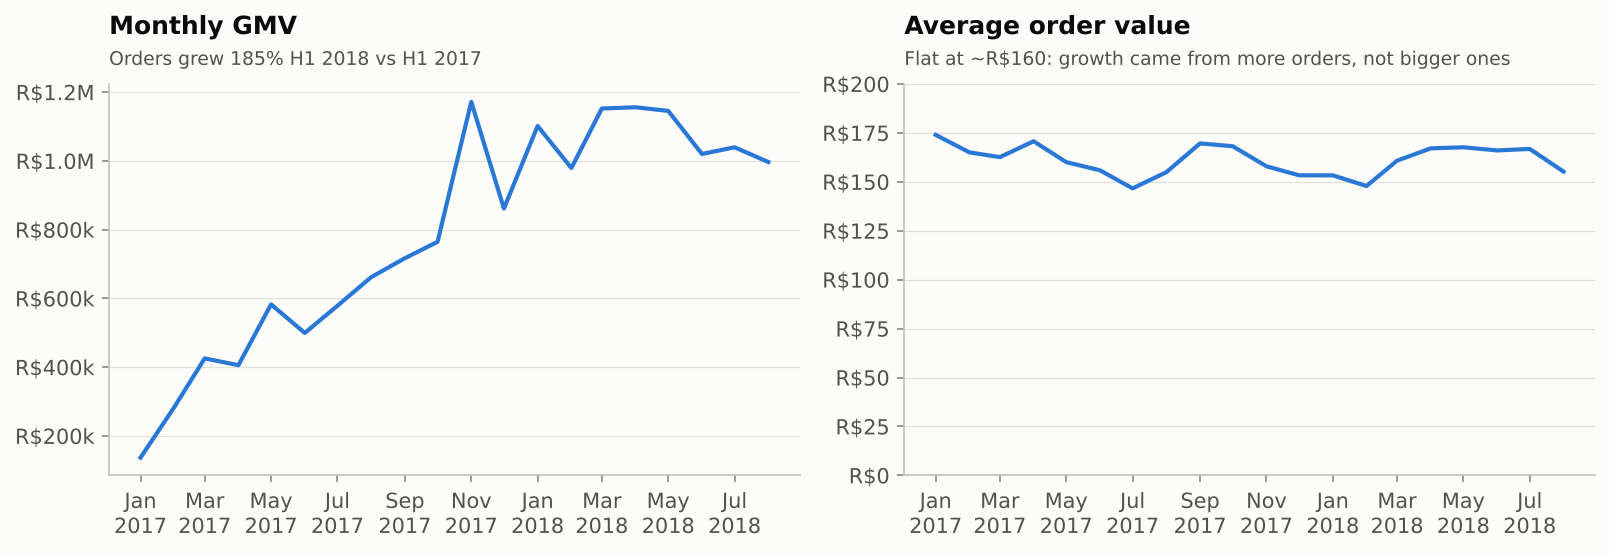 Monthly GMV
Orders grew 185% H1 2018 vs H1 2017
R$1.2M
R$1.0M
R$800k
R$600k
R$400k
R$200k
Jan Mar May Jul Sep Nov Jan Mar May Jul
2017 2017 2017 2017 2017 2017 2018 2018 2018 2018
Average order value
Flat at ~R$160: growth came from more orders, not bigger ones
R$200
R$175
R$150
R$125
R$100
R$75
R$50
R$25
R$0
Jan Mar May Jul Sep Nov Jan Mar May Jul
2017 2017 2017 2017 2017 2017 2018 2018 2018 2018